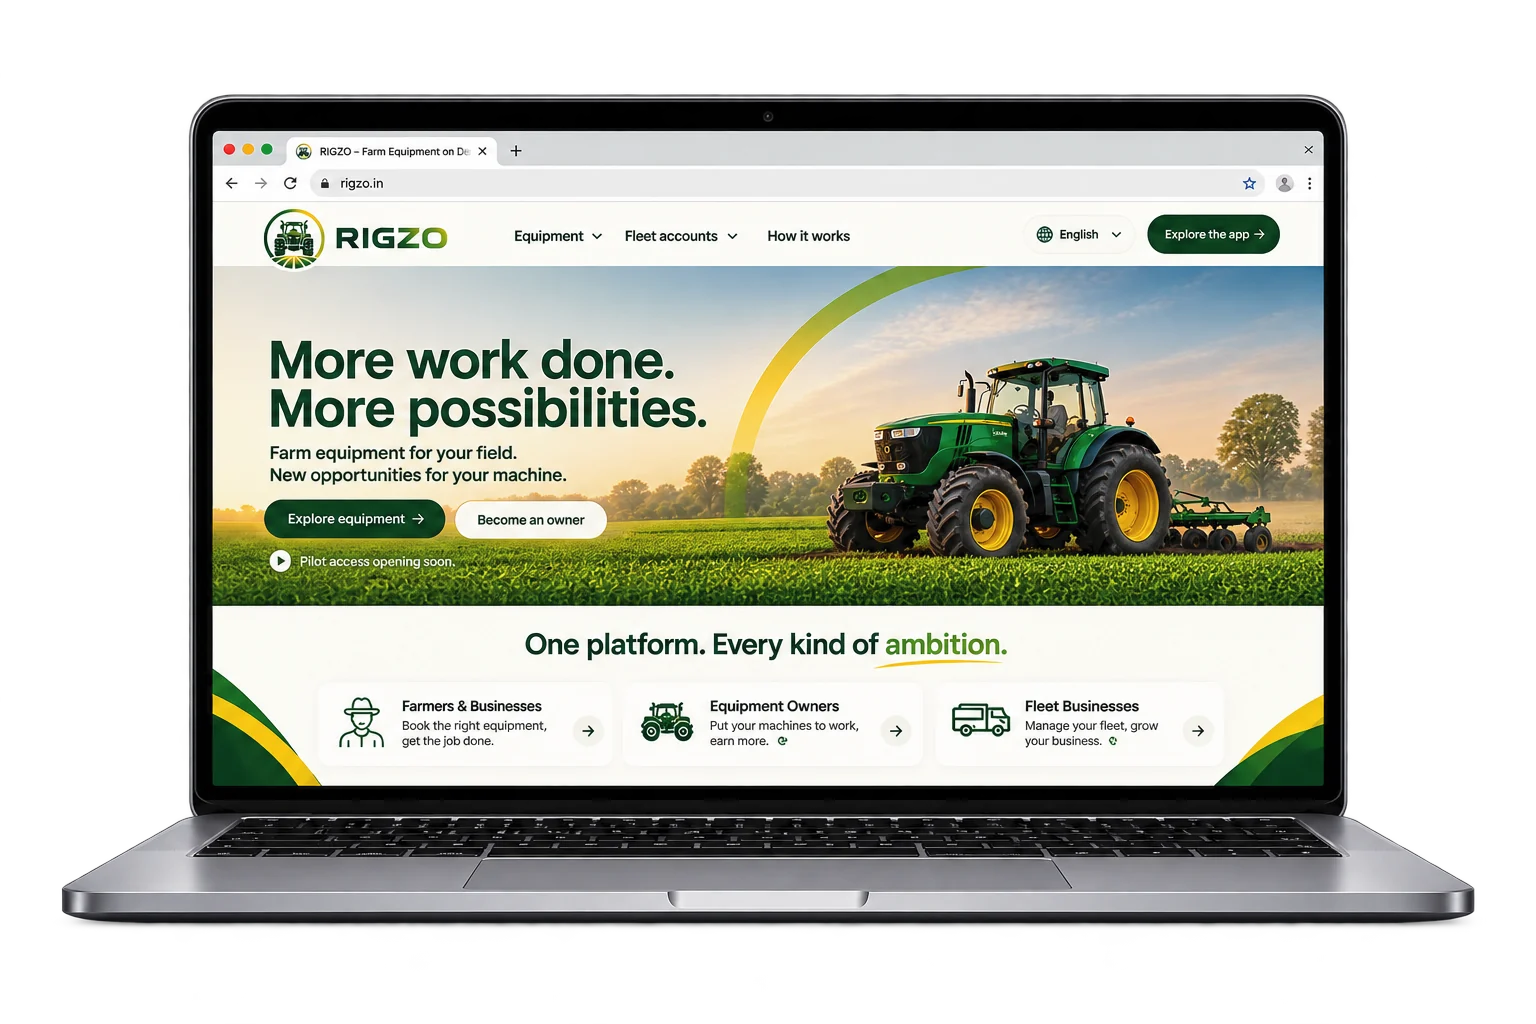 RIGZO – Farm Equipment on De
rigzo.in
RIGZO
Equipment
Fleet accounts
How it works
English
Explore the app →
More work done.
More possibilities.
Farm equipment for your field.
New opportunities for your machine.
Explore equipment →
Become an owner
Pilot access opening soon.
One platform. Every kind of ambition.
Farmers & Businesses
Book the right equipment,
get the job done.
Equipment Owners
Put your machines to work,
earn more.
Fleet Businesses
Manage your fleet, grow
your business.